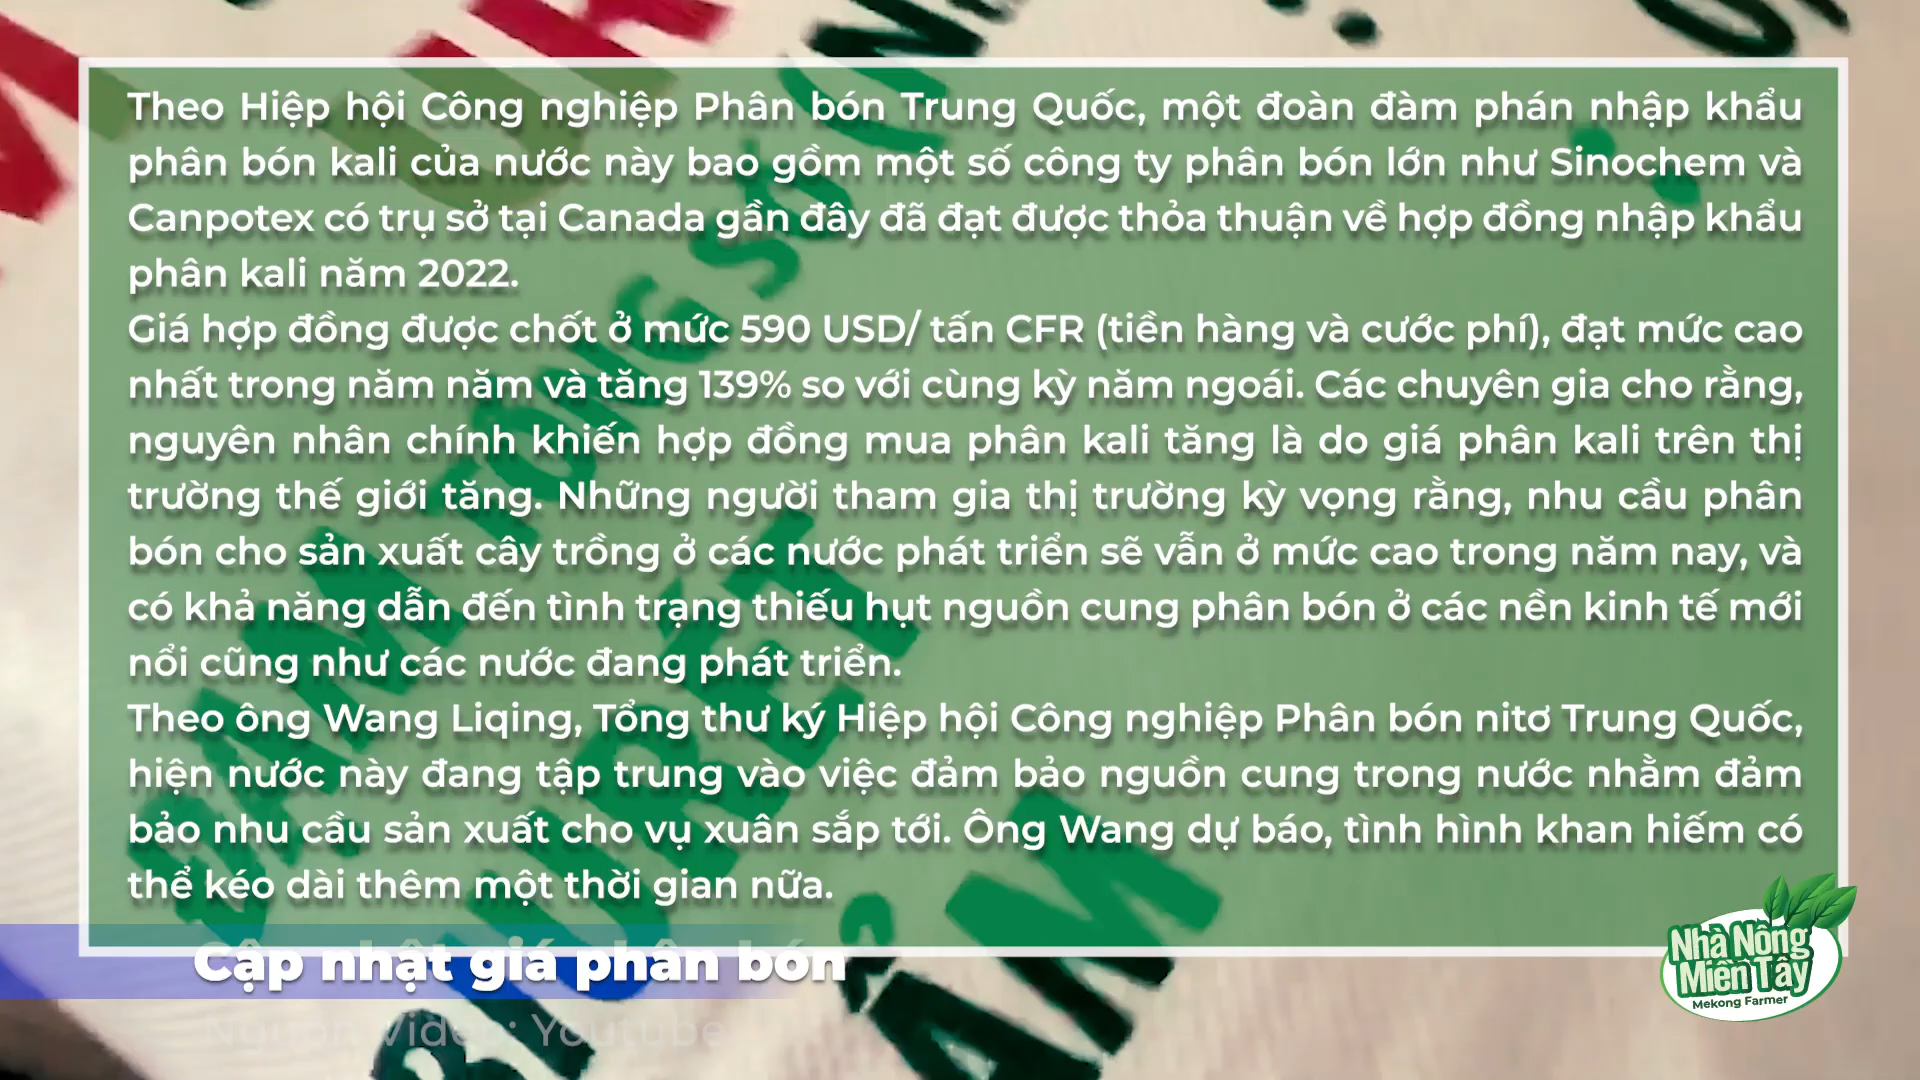 Theo Hiệp hội Công nghiệp Phân bón Trung Quốc, một đoàn đàm phán nhập khẩu
phân bón kali của nước này bao gồm một số công ty phân bón lớn như Sinochem và
Canpotex có trụ sở tại Canada gần đây đã đạt được thỏa thuận về hợp đồng nhập khẩu
phân kali năm 2022.
Giá hợp đồng được chốt ở mức 590 USD/ tấn CFR (tiền hàng và cước phí), đạt mức cao
nhất trong năm năm và tăng 139% so với cùng kỳ năm ngoái. Các chuyên gia cho rằng,
nguyên nhân chính khiến hợp đồng mua phân kali tăng là do giá phân kali trên thị
trường thế giới tăng. Những người tham gia thị trường kỳ vọng rằng, nhu cầu phân
bón cho sản xuất cây trồng ở các nước phát triển sẽ vẫn ở mức cao trong năm nay, và
có khả năng dẫn đến tình trạng thiếu hụt nguồn cung phân bón ở các nền kinh tế mới
nổi cũng như các nước đang phát triển.
Theo ông Wang Liqing, Tổng thư ký Hiệp hội Công nghiệp Phân bón nitơ Trung Quốc,
hiện nước này đang tập trung vào việc đảm bảo nguồn cung trong nước nhằm đảm
bảo nhu cầu sản xuất cho vụ xuân sắp tới. Ông Wang dự báo, tình hình khan hiếm có
thể kéo dài thêm một thời gian nữa.
Cập nhật giá phân bón
Nguồn Video: Youtube
Nhà Nông
Miền Tây
Mekong Farmer
ĐẠM TỔNG SỐ (N
BIURÉT
ẨM